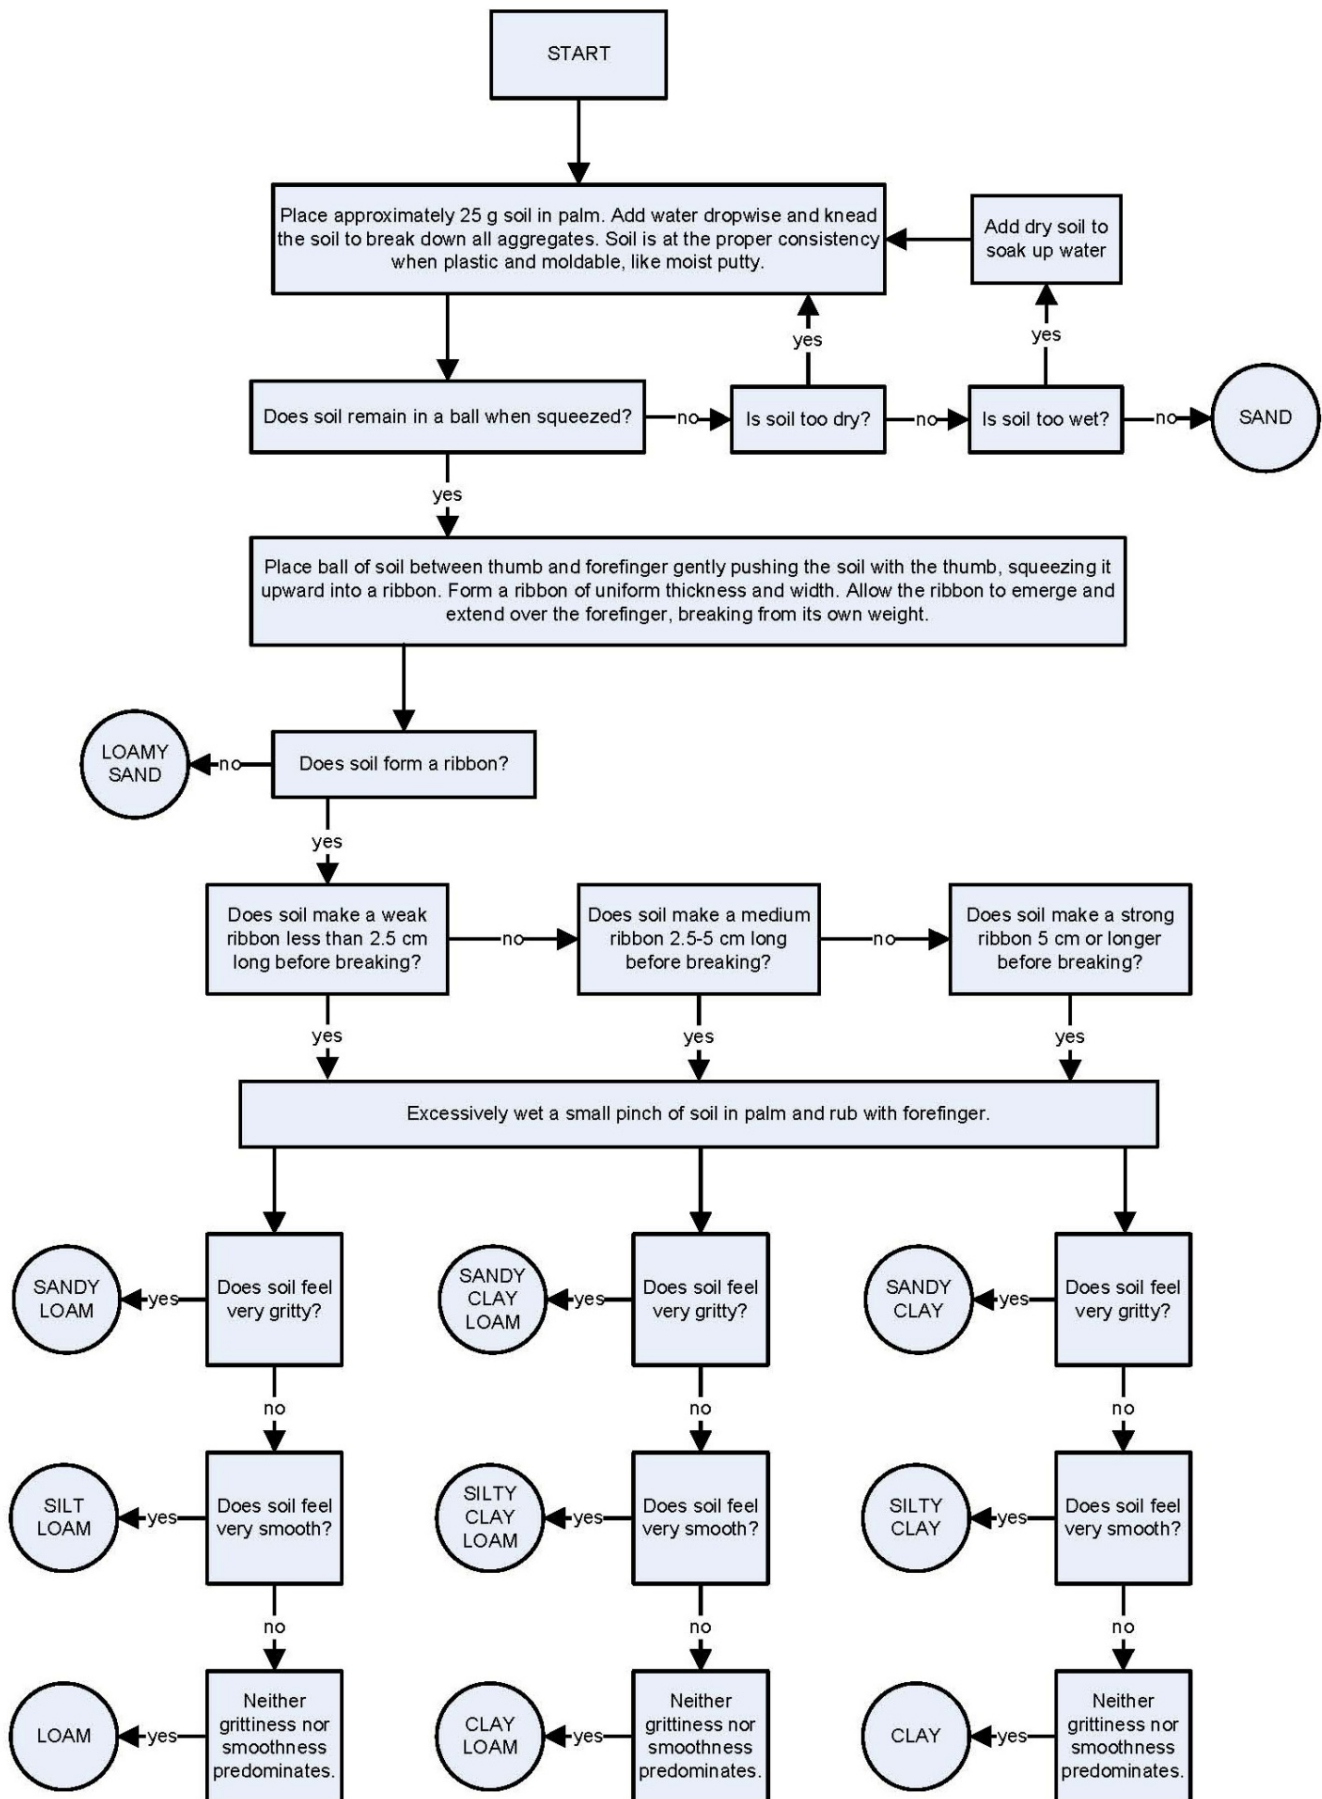 START
Place approximately 25 g soil in palm. Add water dropwise and knead
the soil to break down all aggregates. Soil is at the proper consistency
when plastic and moldable, like moist putty.
Add dry soil to
soak up water
yes
yes
Does soil remain in a ball when squeezed?
no
Is soil too dry?
no
Is soil too wet?
no
SAND
yes
Place ball of soil between thumb and forefinger gently pushing the soil with the thumb, squeezing it
upward into a ribbon. Form a ribbon of uniform thickness and width. Allow the ribbon to emerge and
extend over the forefinger, breaking from its own weight.
LOAMY
SAND
no
Does soil form a ribbon?
yes
Does soil make a weak
ribbon less than 2.5 cm
long before breaking?
no
Does soil make a medium
ribbon 2.5-5 cm long
before breaking?
no
Does soil make a strong
ribbon 5 cm or longer
before breaking?
yes
yes
yes
Excessively wet a small pinch of soil in palm and rub with forefinger.
SANDY
LOAM
yes
Does soil feel
very gritty?
SANDY
CLAY
LOAM
yes
Does soil feel
very gritty?
SANDY
CLAY
yes
Does soil feel
very gritty?
no
no
no
SILT
LOAM
yes
Does soil feel
very smooth?
SILTY
CLAY
LOAM
yes
Does soil feel
very smooth?
SILTY
CLAY
yes
Does soil feel
very smooth?
no
no
no
LOAM
yes
Neither
grittiness nor
smoothness
predominates.
CLAY
LOAM
yes
Neither
grittiness nor
smoothness
predominates.
CLAY
yes
Neither
grittiness nor
smoothness
predominates.